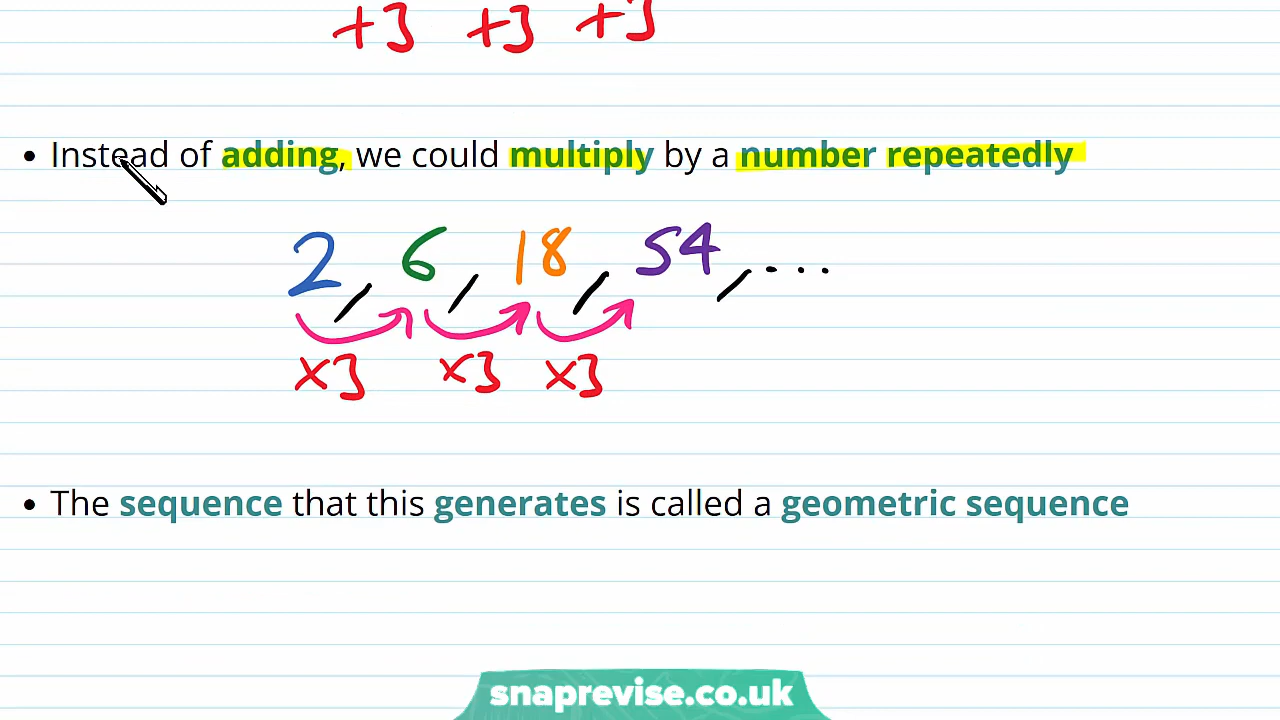 +3 +3 +3
• Instead of adding, we could multiply by a number repeatedly
2, 6, 18, 54, ...
×3 ×3 ×3
• The sequence that this generates is called a geometric sequence
snaprevise.co.uk